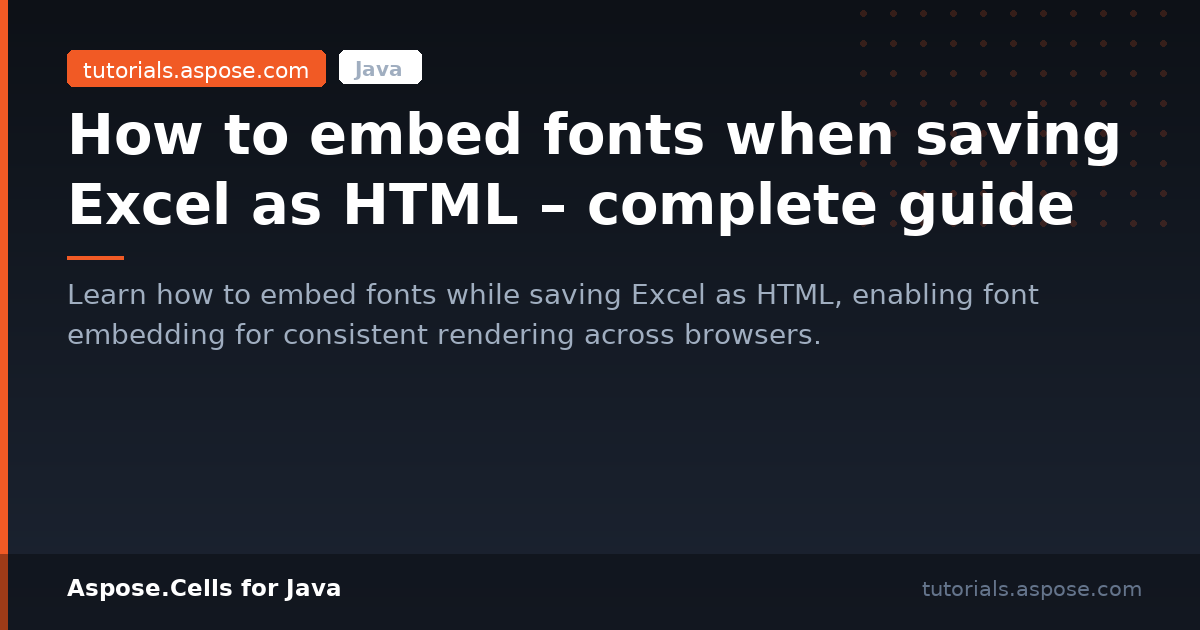 tutorials.aspose.com Java
How to embed fonts when saving
Excel as HTML – complete guide
Learn how to embed fonts while saving Excel as HTML, enabling font
embedding for consistent rendering across browsers.
Aspose.Cells for Java tutorials.aspose.com